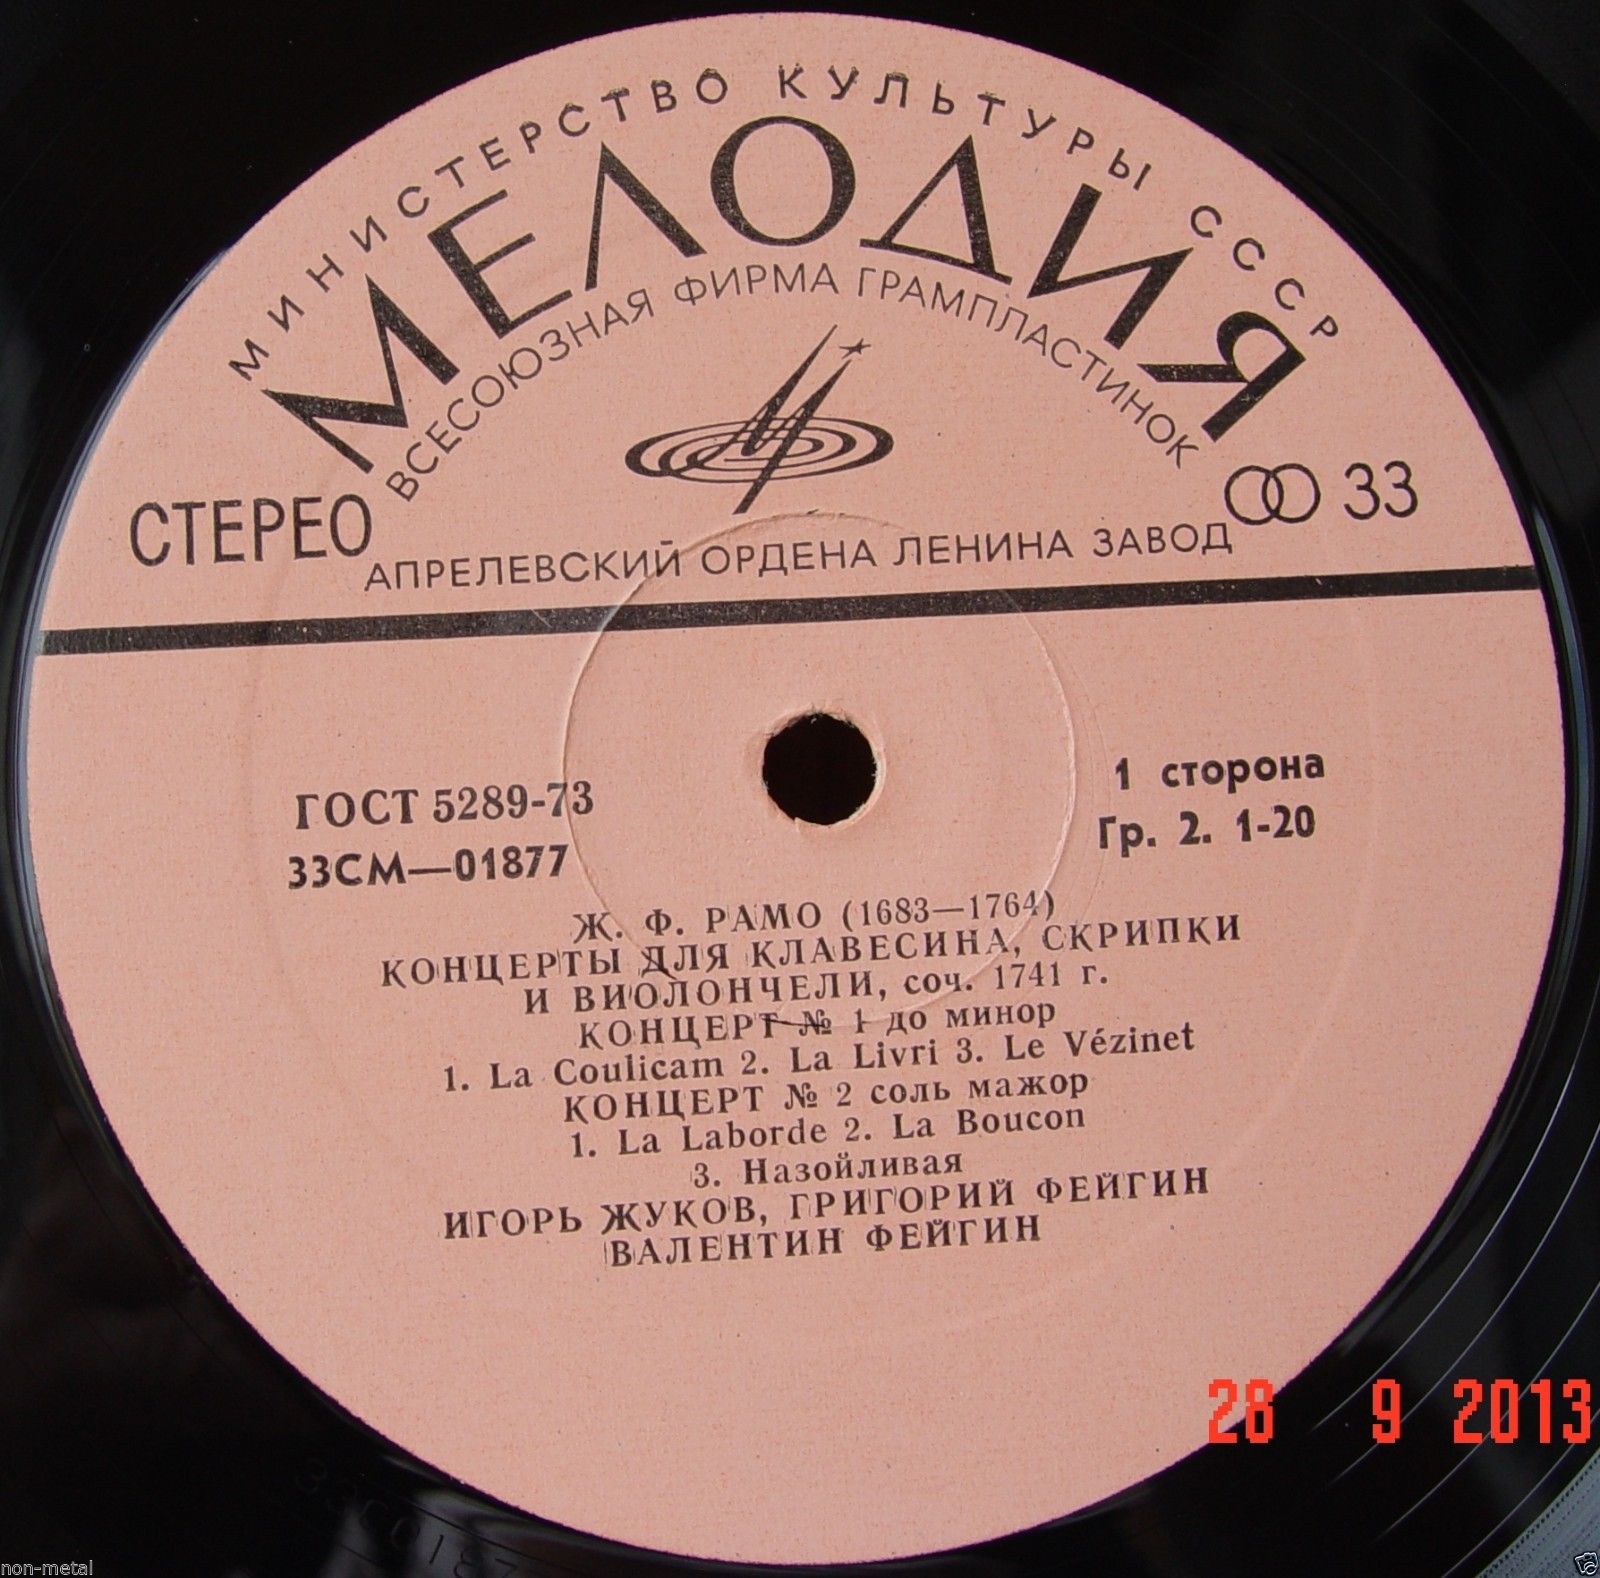 МИНИСТЕРСТВО КУЛЬТУРЫ СССР
МЕЛОДИЯ
ВСЕСОЮЗНАЯ ФИРМА ГРАМПЛАСТИНОК
СТЕРЕО
33
АПРЕЛЕВСКИЙ ОРДЕНА ЛЕНИНА ЗАВОД
ГОСТ 5289-73
33СМ—01877
1 сторона
Гр. 2. 1-20
Ж. Ф. РАМО (1683—1764)
КОНЦЕРТЫ ДЛЯ КЛАВЕСИНА, СКРИПКИ
И ВИОЛОНЧЕЛИ, соч. 1741 г.
КОНЦЕРТ № 1 до минор
1. La Coulicam 2. La Livri 3. Le Vézinet
КОНЦЕРТ № 2 соль мажор
1. La Laborde 2. La Boucon
3. Назойливая
ИГОРЬ ЖУКОВ, ГРИГОРИЙ ФЕЙГИН
ВАЛЕНТИН ФЕЙГИН
28 9 2013
non-metal